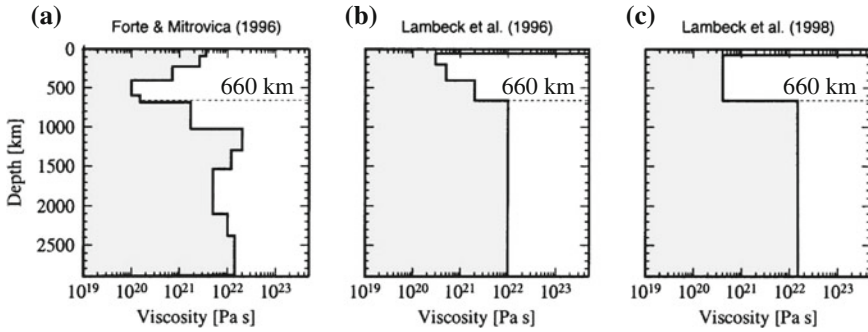 (a) Forte & Mitrovica (1996)
(b) Lambeck et al. (1996)
(c) Lambeck et al. (1998)
Depth [km]
0
500
1000
1500
2000
2500
660 km
660 km
660 km
10¹⁹ 10²⁰ 10²¹ 10²² 10²³
10¹⁹ 10²⁰ 10²¹ 10²² 10²³
10¹⁹ 10²⁰ 10²¹ 10²² 10²³
Viscosity [Pa s]
Viscosity [Pa s]
Viscosity [Pa s]